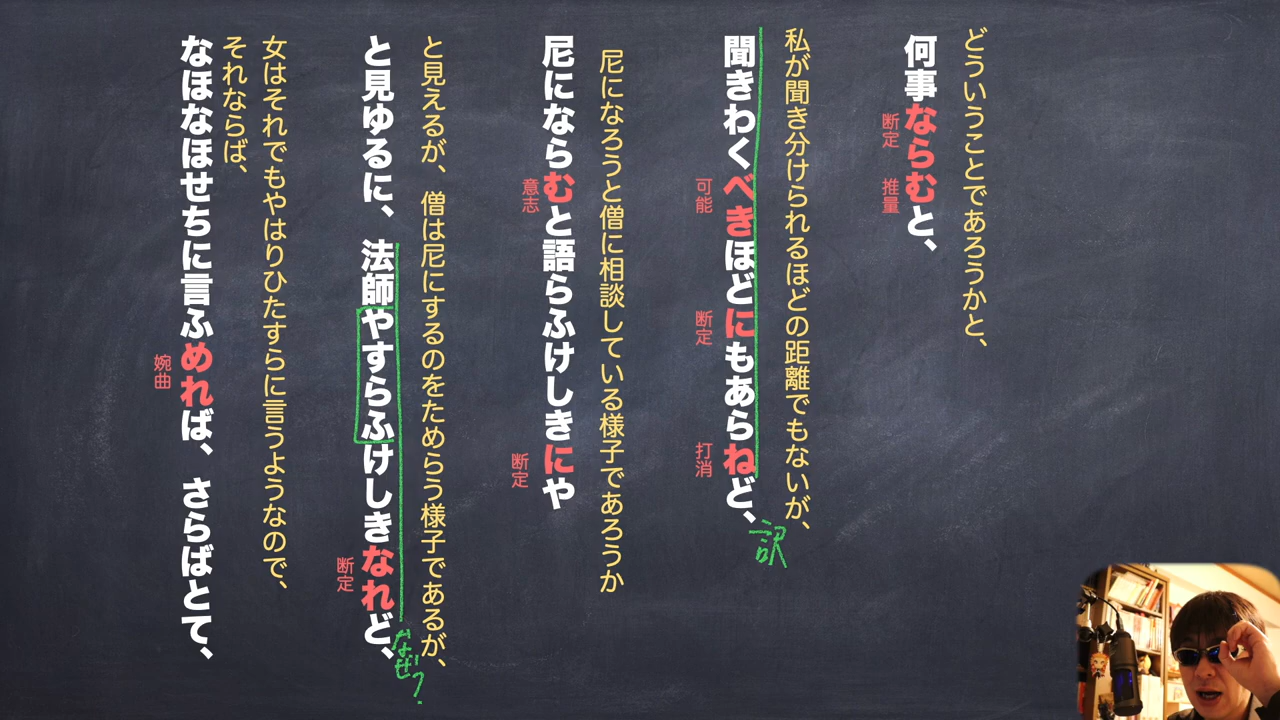 どういうことであろうかと、
何事ならむと、
断定
推量
私が聞き分けられるほどの距離でもないが、
聞きわくべきほどにもあらねど、
可能
断定
打消
訳
尼になろうと僧に相談している様子であろうか
尼にならむと語らふけしきにや
意志
断定
と見えるが、僧は尼にするのをためらう様子であるが、
と見ゆるに、法師やすらふけしきなれど、
断定
なぜ?
女はそれでもやはりひたすらに言うようなので、
それならば、
なほなほせちに言ふめれば、さらばとて、
婉曲